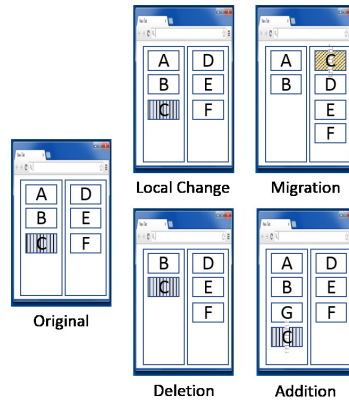 A D
B E
C F
Original
A D
B E
C F
Local Change
A C
B D
E
F
Migration
B D
C E
F
Deletion
A D
B E
G F
C
Addition